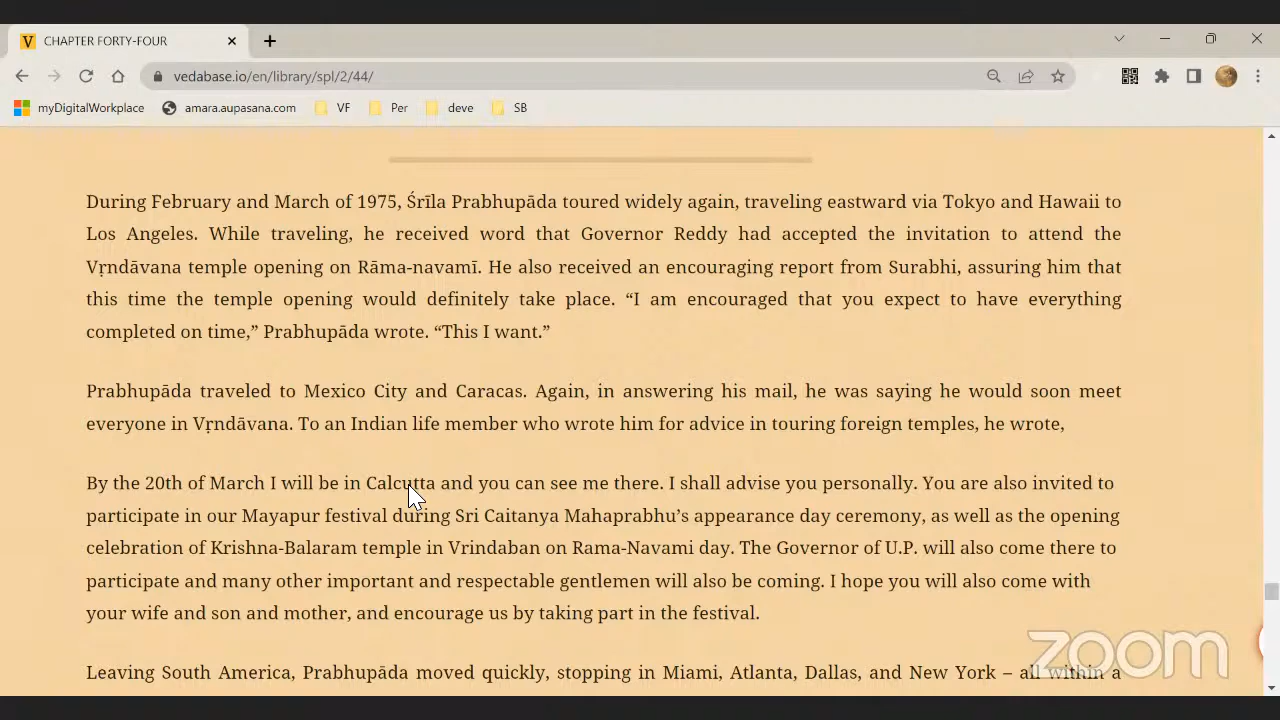 CHAPTER FORTY-FOUR
vedabase.io/en/library/spl/2/44/
myDigitalWorkplace amara.aupasana.com VF Per deve SB
During February and March of 1975, Śrīla Prabhupāda toured widely again, traveling eastward via Tokyo and Hawaii to
Los Angeles. While traveling, he received word that Governor Reddy had accepted the invitation to attend the
Vṛndāvana temple opening on Rāma-navamī. He also received an encouraging report from Surabhi, assuring him that
this time the temple opening would definitely take place. “I am encouraged that you expect to have everything
completed on time,” Prabhupāda wrote. “This I want.”
Prabhupāda traveled to Mexico City and Caracas. Again, in answering his mail, he was saying he would soon meet
everyone in Vṛndāvana. To an Indian life member who wrote him for advice in touring foreign temples, he wrote,
By the 20th of March I will be in Calcutta and you can see me there. I shall advise you personally. You are also invited to
participate in our Mayapur festival during Sri Caitanya Mahaprabhu’s appearance day ceremony, as well as the opening
celebration of Krishna-Balaram temple in Vrindaban on Rama-Navami day. The Governor of U.P. will also come there to
participate and many other important and respectable gentlemen will also be coming. I hope you will also come with
your wife and son and mother, and encourage us by taking part in the festival.
Leaving South America, Prabhupāda moved quickly, stopping in Miami, Atlanta, Dallas, and New York – all within a
zoom